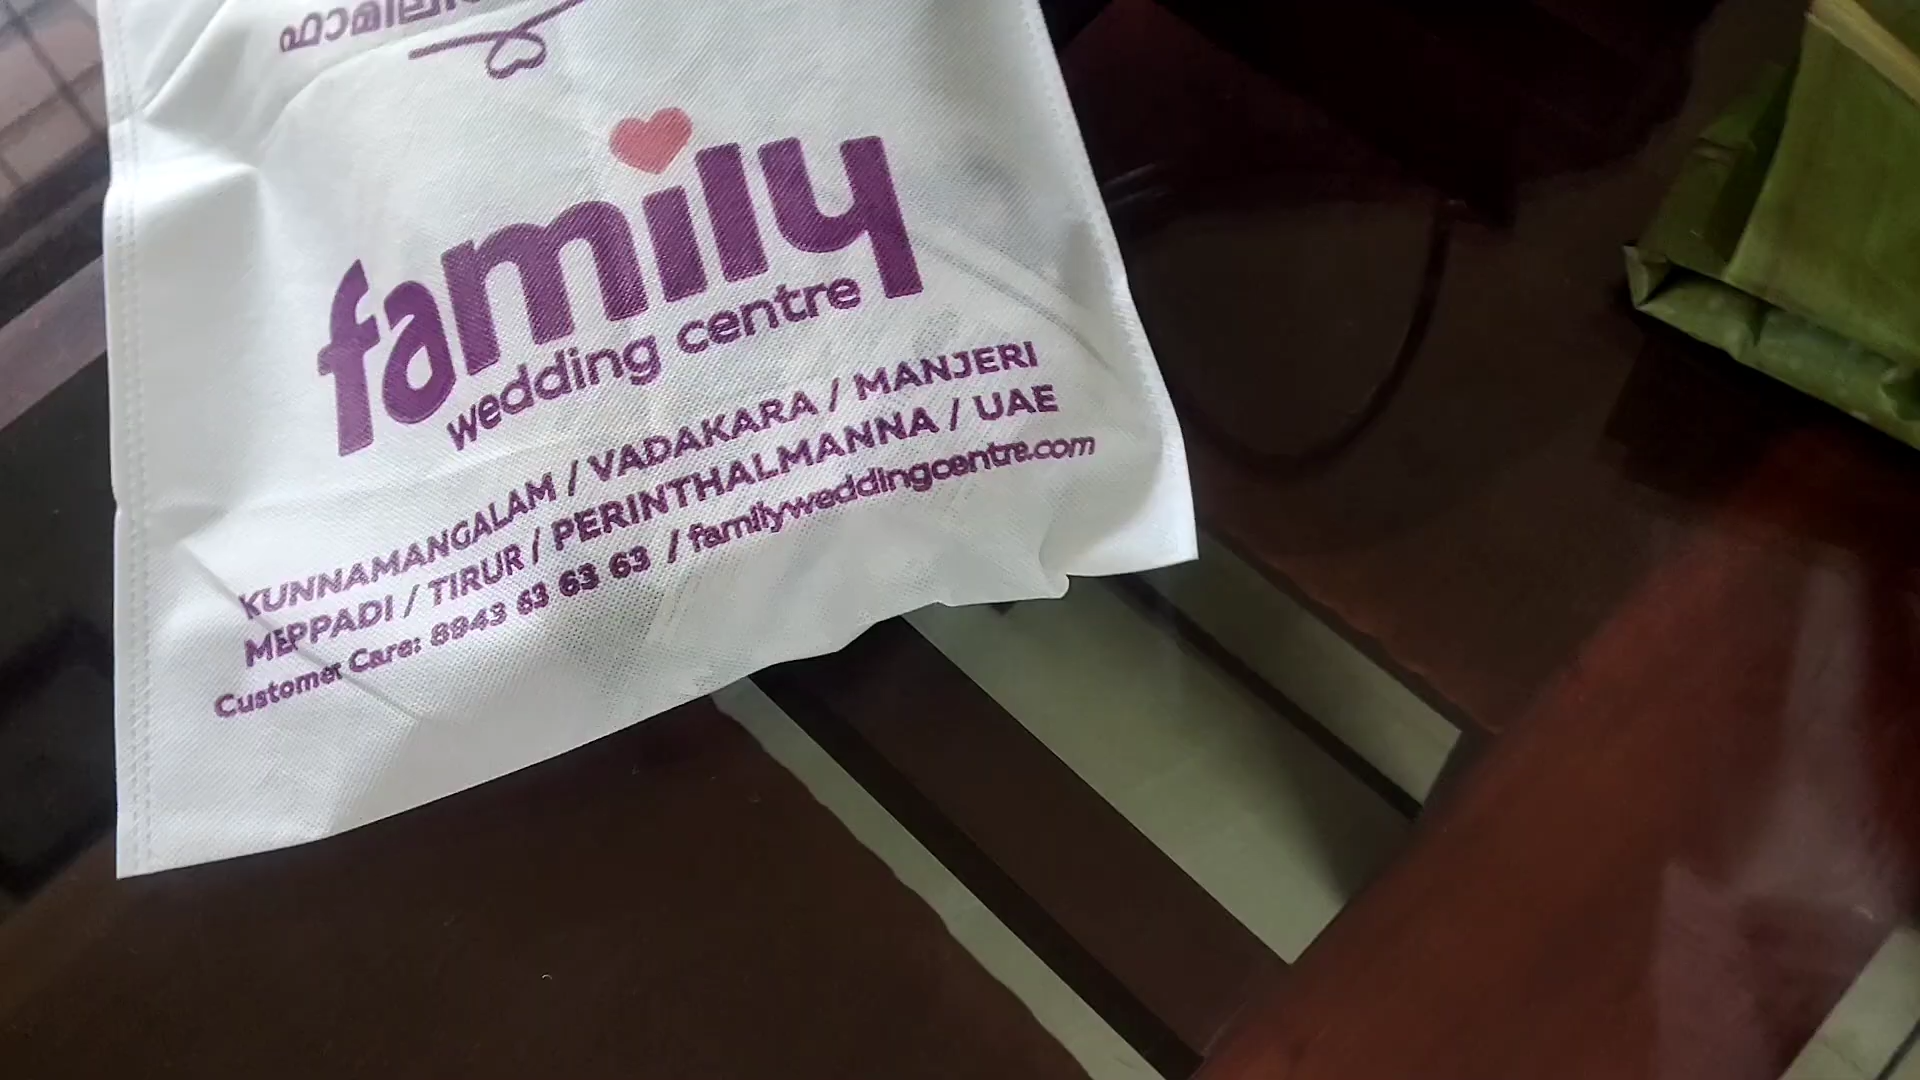 family
wedding centre
KUNNAMANGALAM / VADAKARA / MANJERI
MEPPADI / TIRUR / PERINTHALMANNA / UAE
Customer Care: 8943 63 63 63 / familyweddingcentre.com